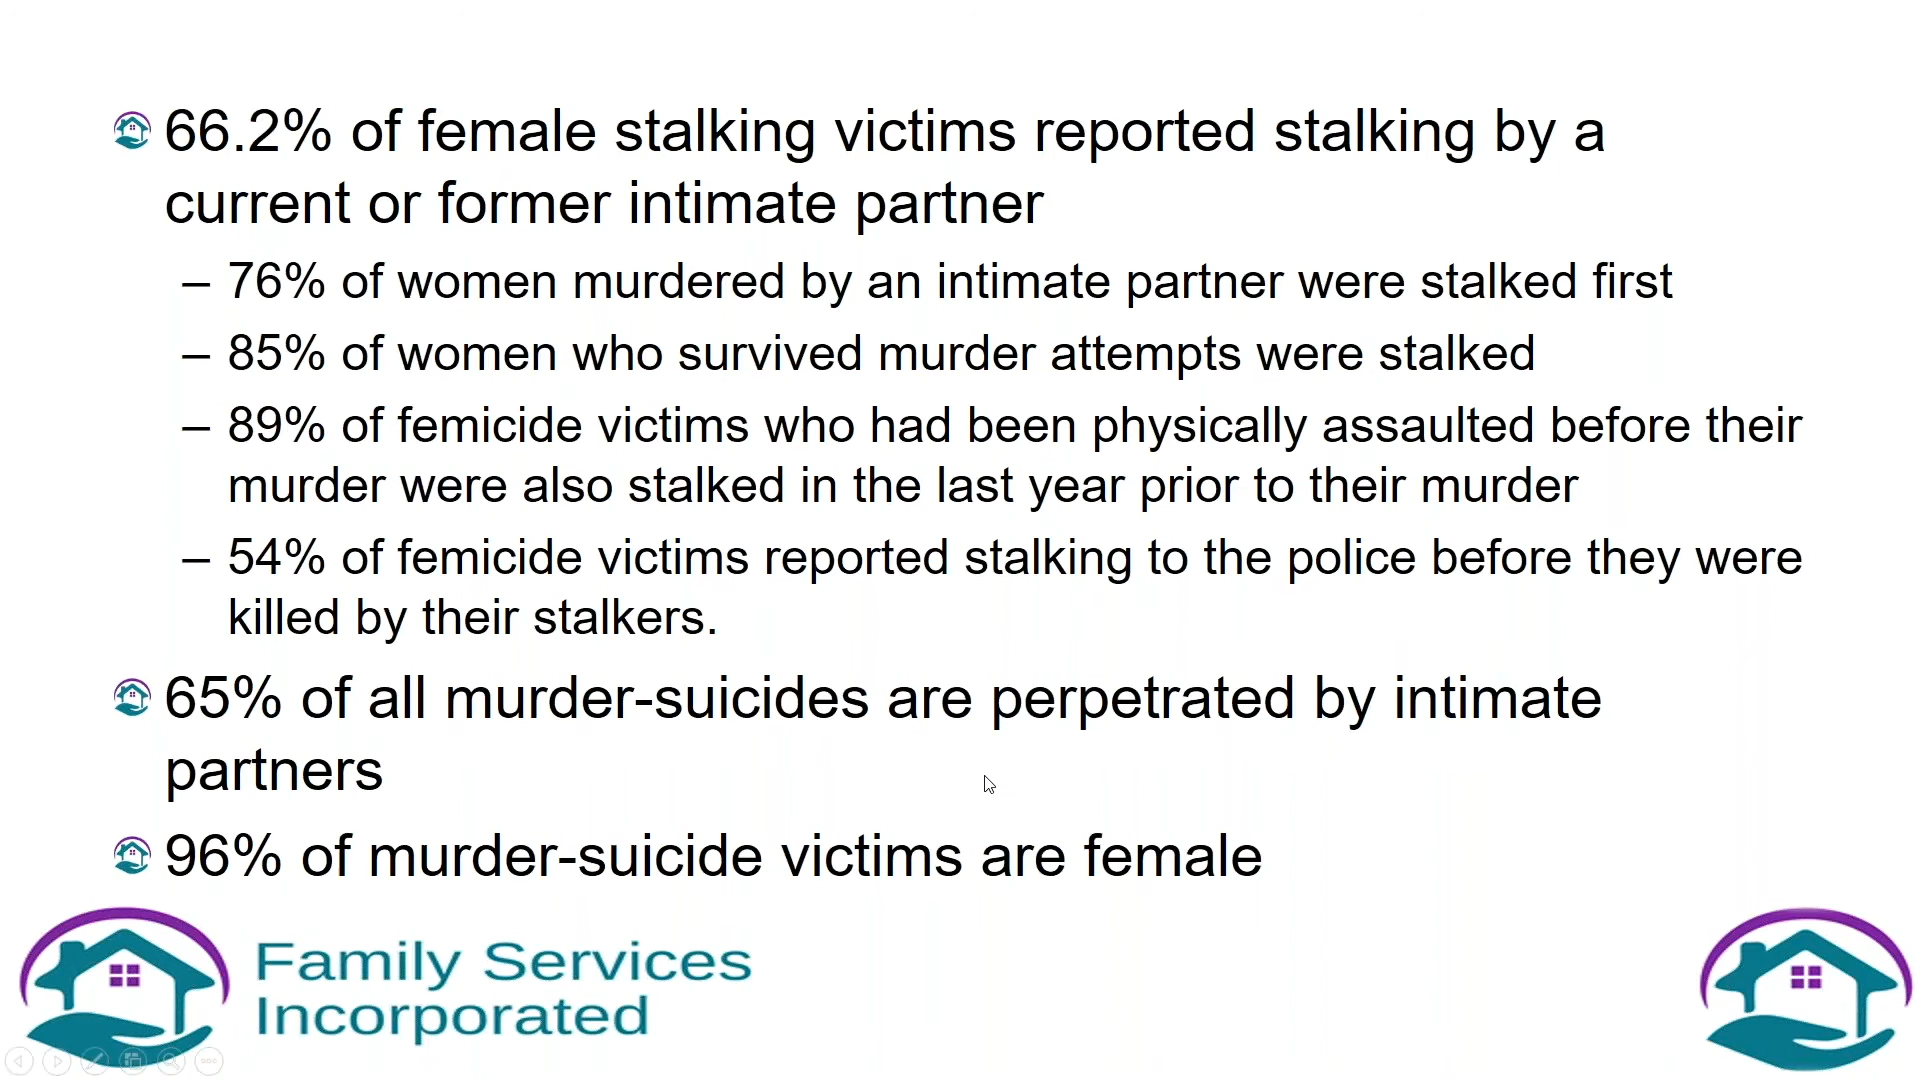 66.2% of female stalking victims reported stalking by a
current or former intimate partner
– 76% of women murdered by an intimate partner were stalked first
– 85% of women who survived murder attempts were stalked
– 89% of femicide victims who had been physically assaulted before their
murder were also stalked in the last year prior to their murder
– 54% of femicide victims reported stalking to the police before they were
killed by their stalkers.
65% of all murder-suicides are perpetrated by intimate
partners
96% of murder-suicide victims are female
Family Services
Incorporated